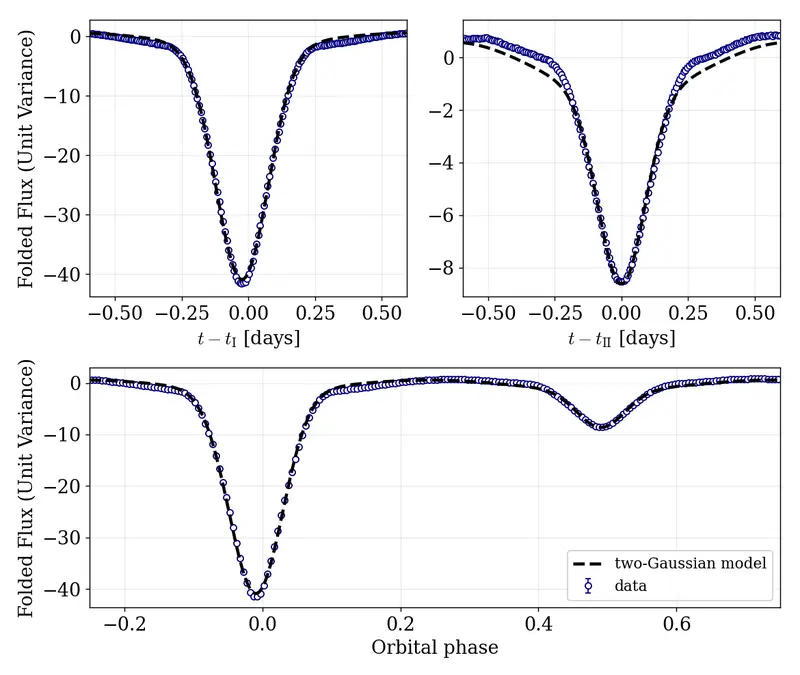 Folded Flux (Unit Variance)
0
−10
−20
−30
−40
−0.50 −0.25 0.00 0.25 0.50
t − tI [days]
0
−2
−4
−6
−8
−0.50 −0.25 0.00 0.25 0.50
t − tII [days]
Folded Flux (Unit Variance)
0
−10
−20
−30
−40
−0.2 0.0 0.2 0.4 0.6
Orbital phase
two-Gaussian model
data